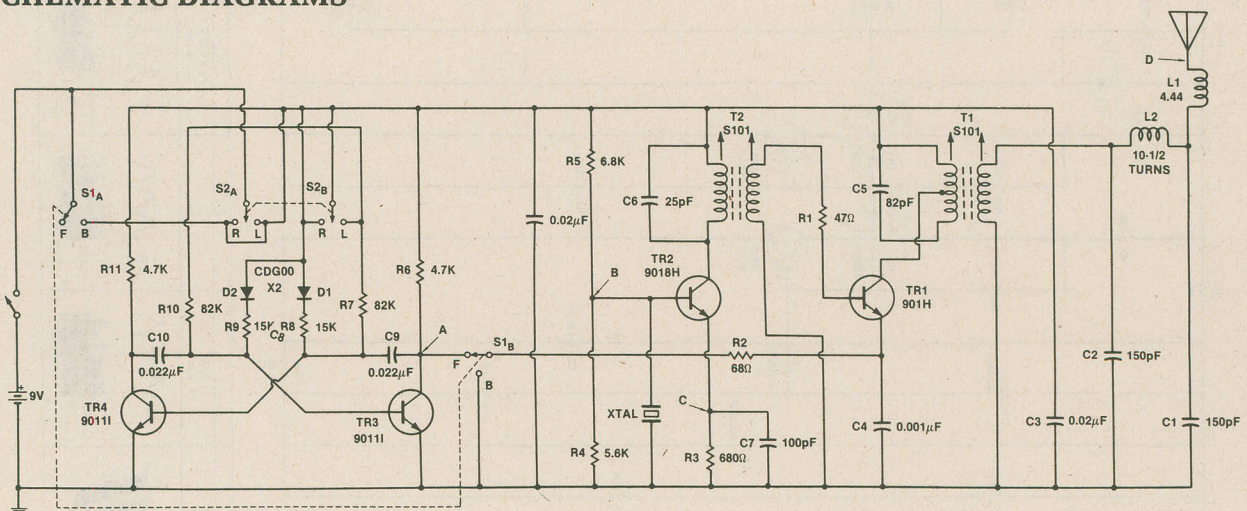 SCHEMATIC DIAGRAMS
D
L1
4.44
L2
10-1/2
TURNS
T2
S101
T1
S101
S1A
F
B
S2A
R
L
S2B
R
L
R5
6.8K
0.02µF
C6
25pF
C5
82pF
R1
47Ω
R11
4.7K
R10
82K
CDG00
X2
D2
D1
R9
15K
C8
R8
15K
R7
82K
R6
4.7K
A
B
TR2
9018H
TR1
901H
C10
0.022µF
C9
0.022µF
F
S1B
B
R2
68Ω
C2
150pF
9V
TR4
9011I
TR3
9011I
XTAL
C
R4
5.6K
R3
680Ω
C7
100pF
C4
0.001µF
C3
0.02µF
C1
150pF